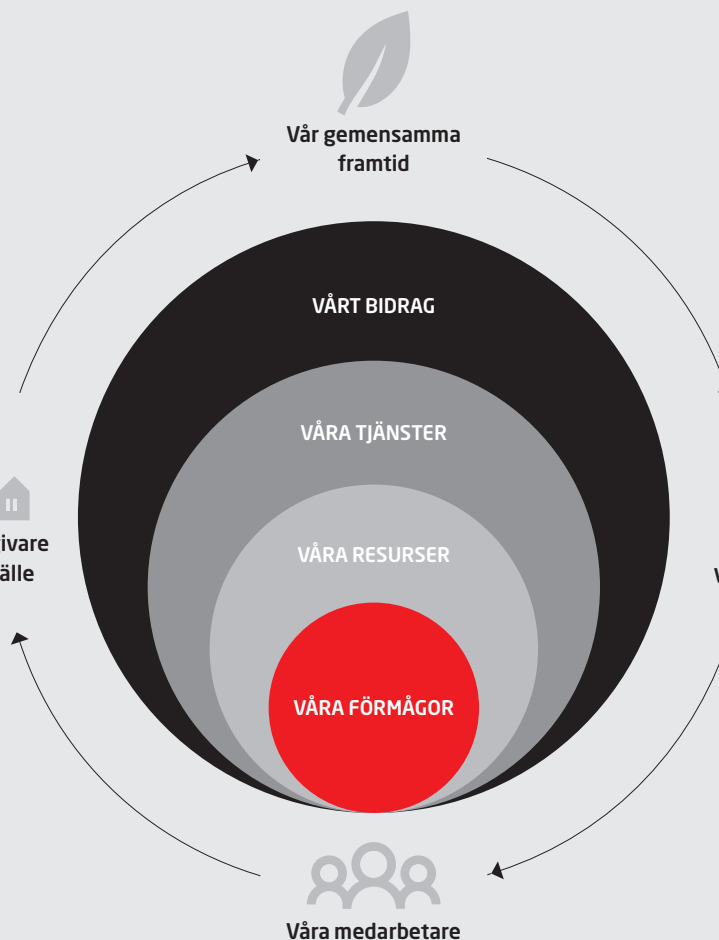 Vår gemensamma
framtid
VÅRT BIDRAG
VÅRA TJÄNSTER
VÅRA RESURSER
VÅRA FÖRMÅGOR
Våra medarbetare